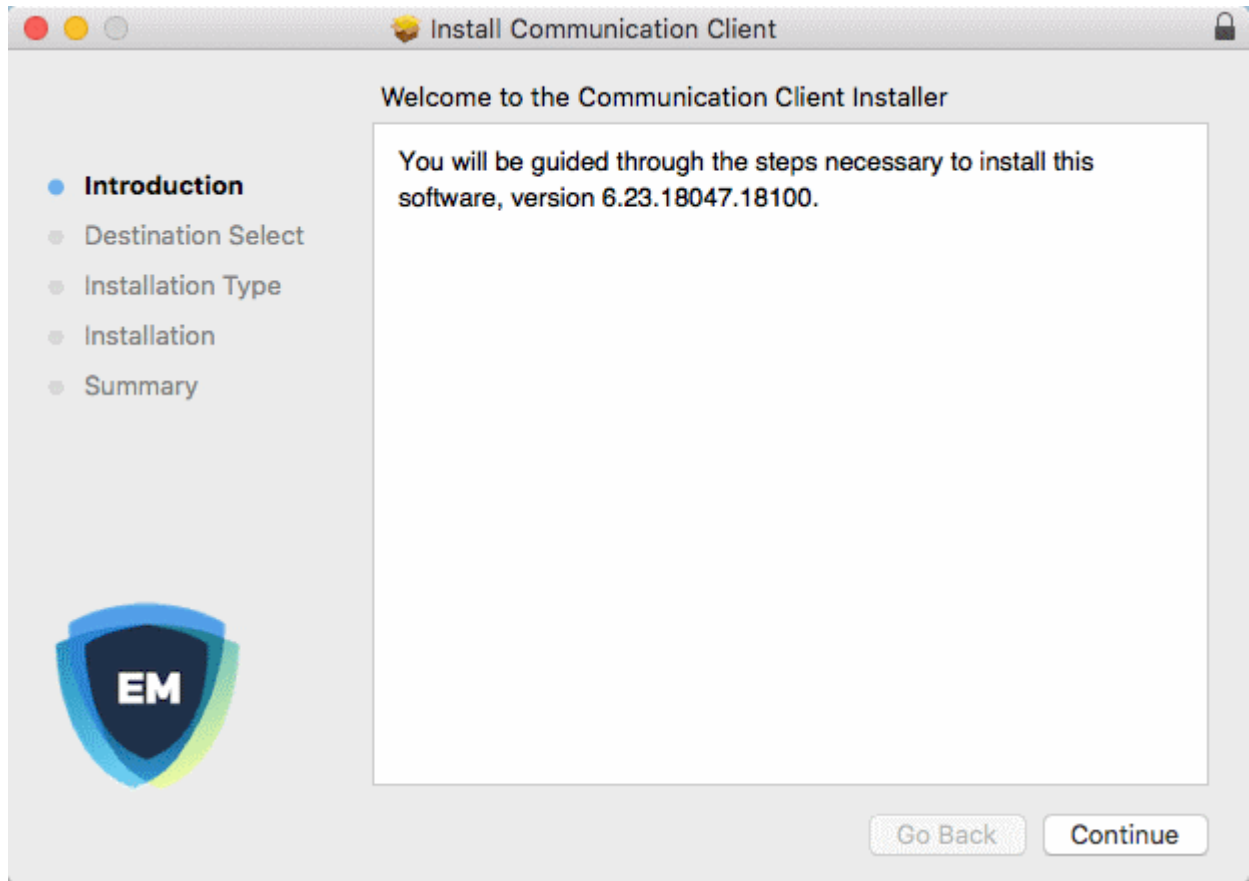 Install Communication Client
Welcome to the Communication Client Installer
Introduction
Destination Select
Installation Type
Installation
Summary
You will be guided through the steps necessary to install this
software, version 6.23.18047.18100.
EM
Go Back
Continue